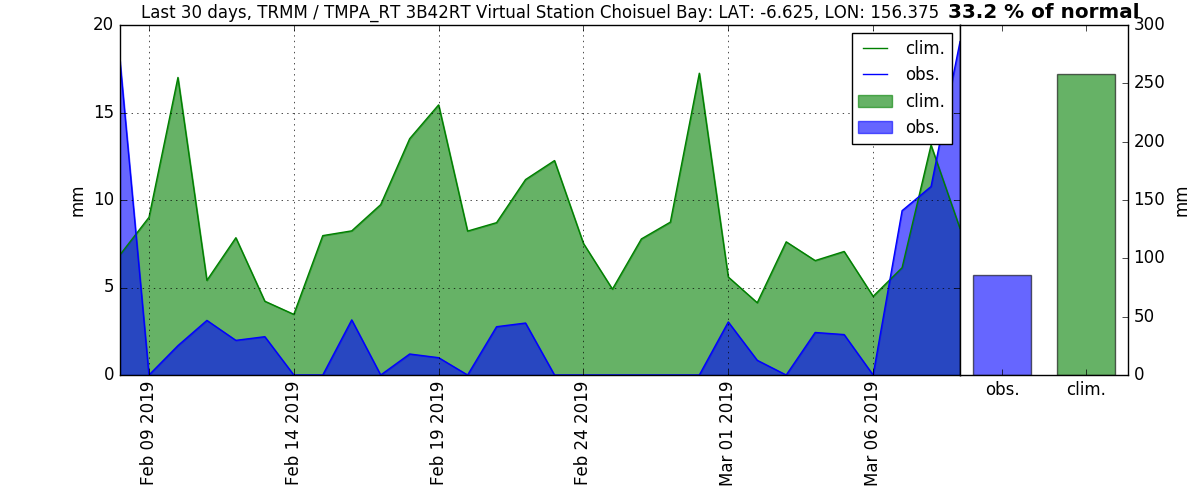 Last 30 days, TRMM / TMPA_RT 3B42RT Virtual Station Choisuel Bay: LAT: -6.625, LON: 156.375 33.2 % of normal
20
15
10
5
0
mm
clim.
obs.
clim.
obs.
300
250
200
150
100
50
0
mm
obs.
clim.
Feb 09 2019
Feb 14 2019
Feb 19 2019
Feb 24 2019
Mar 01 2019
Mar 06 2019